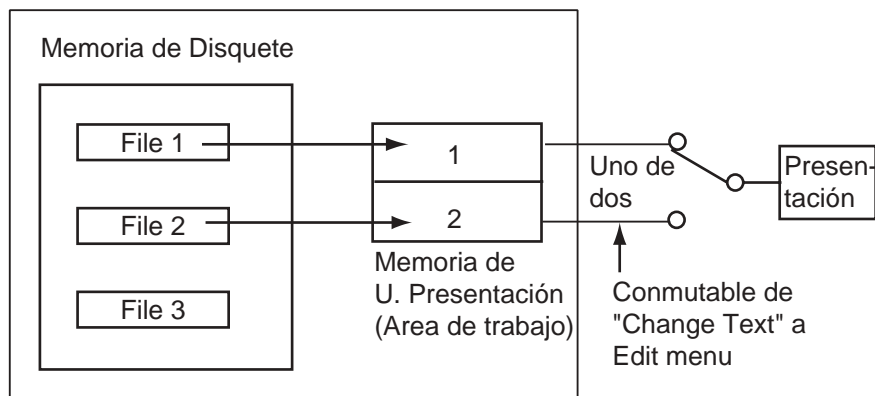 Memoria de Disquete
File 1
File 2
File 3
1
2
Memoria de
U. Presentación
(Area de trabajo)
Uno de
dos
Conmutable de
"Change Text" a
Edit menu
Presen-
tación